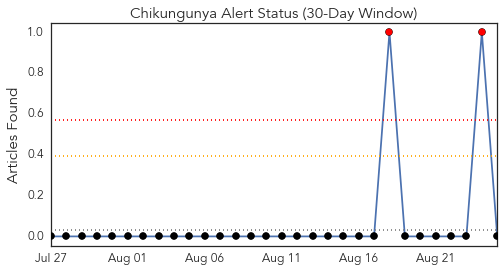 Chikungunya Alert Status (30-Day Window)
Articles Found
1.0
0.8
0.6
0.4
0.2
0.0
Jul 27 Aug 01 Aug 06 Aug 11 Aug 16 Aug 21